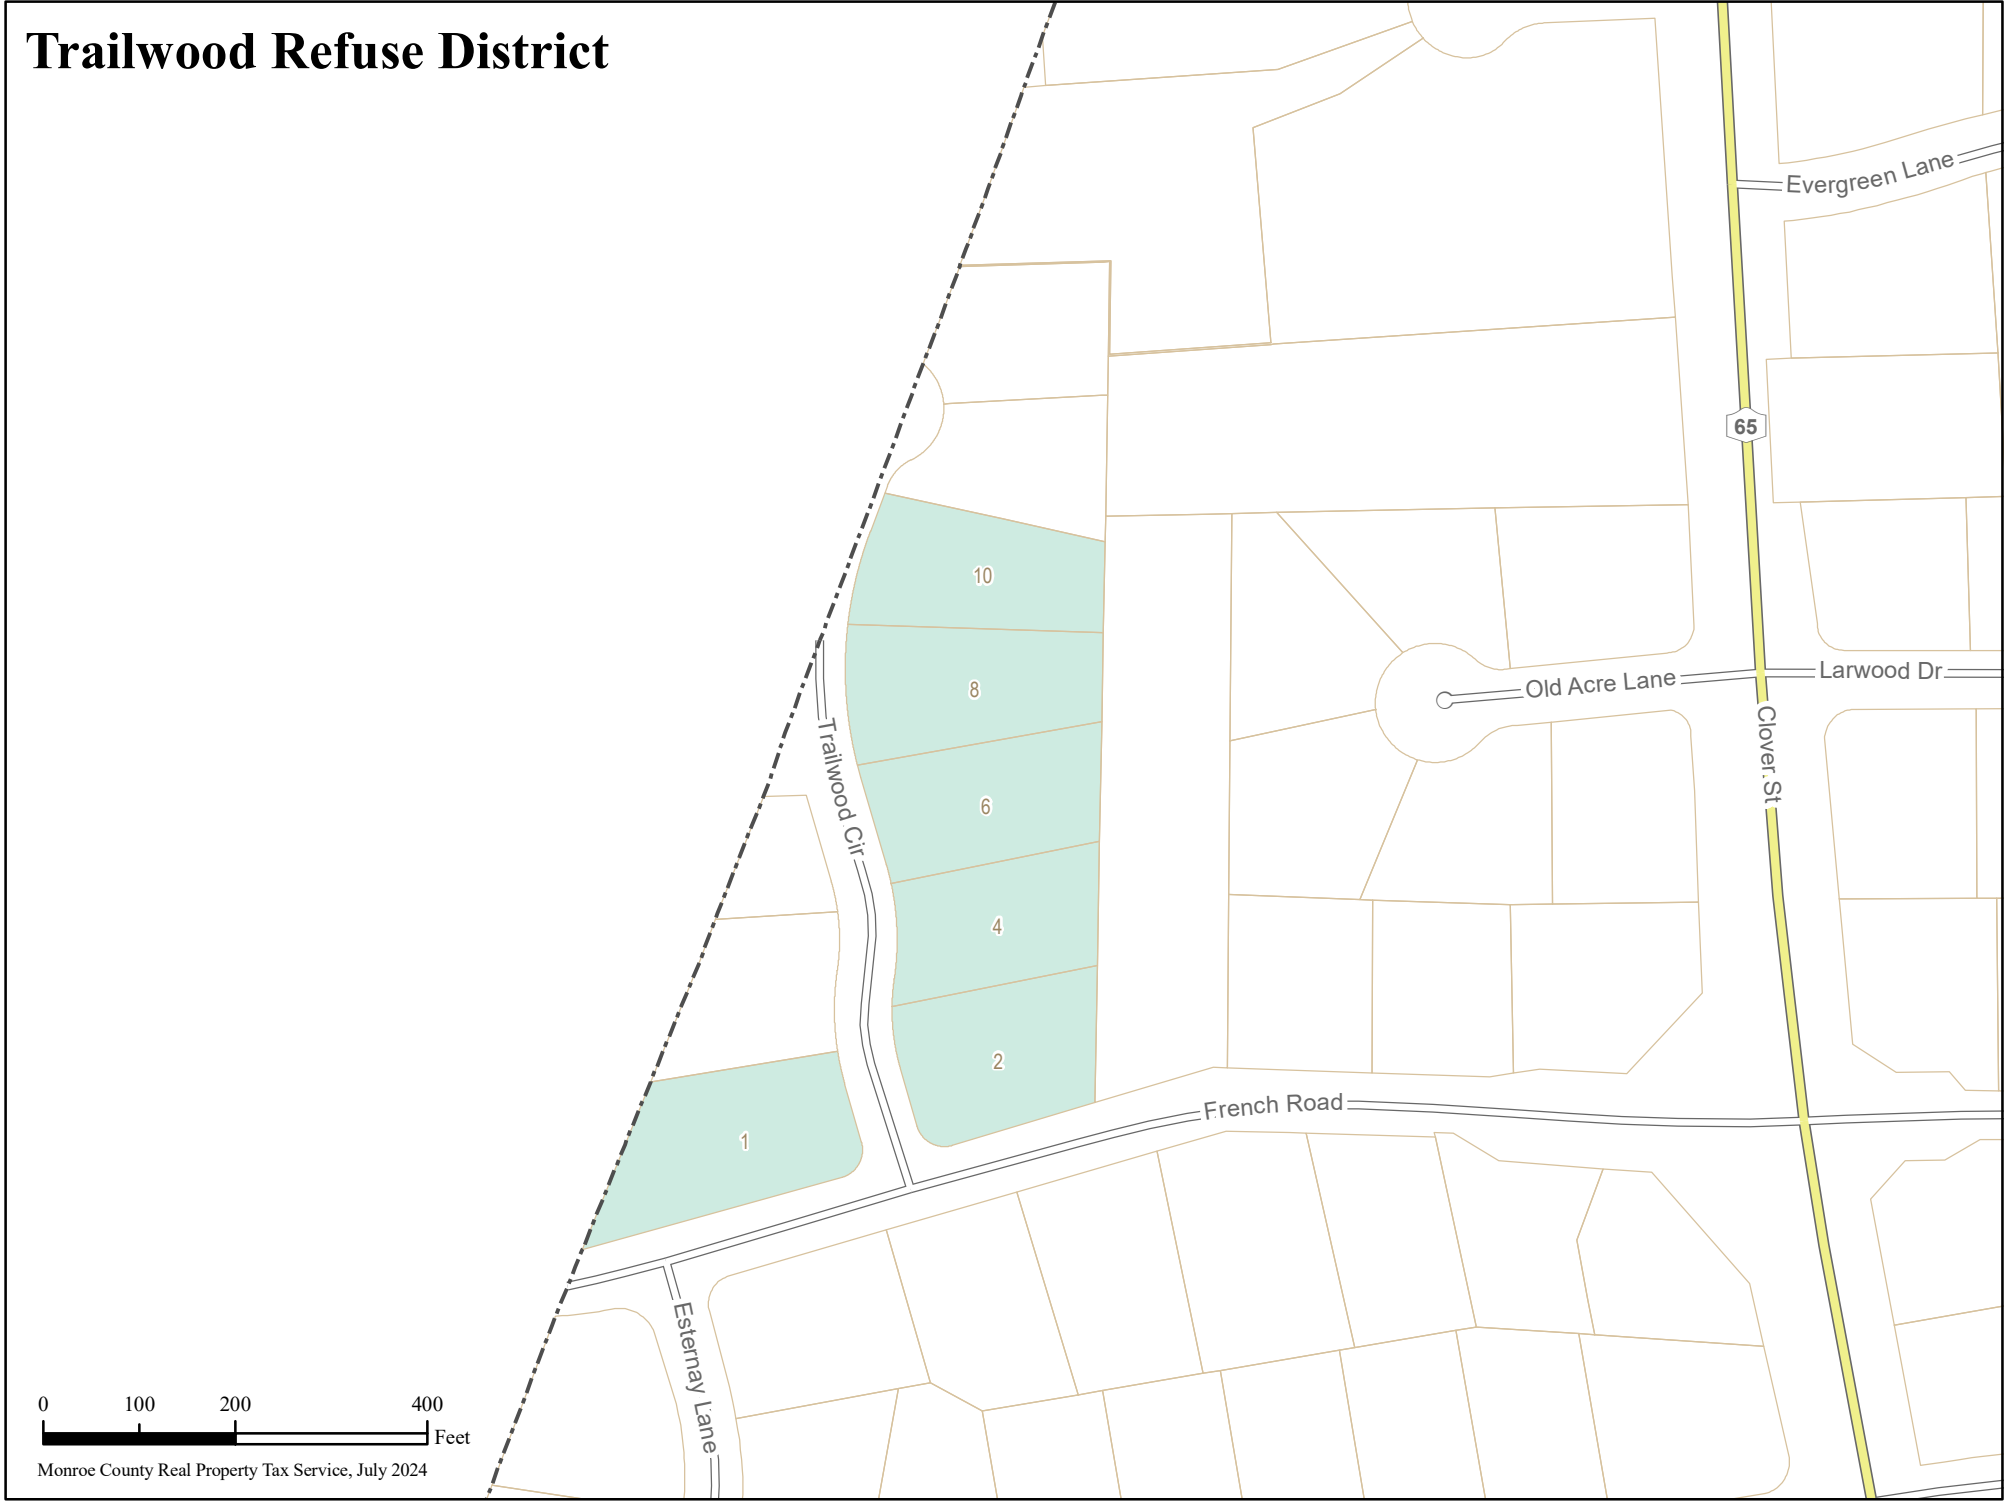 Trailwood Refuse District
Evergreen Lane
65
10
8
Old Acre Lane
Larwood Dr
Trailwood Cir
Clover St
6
4
2
French Road
1
Esternay Lane
0 100 200 400
Feet
Monroe County Real Property Tax Service, July 2024